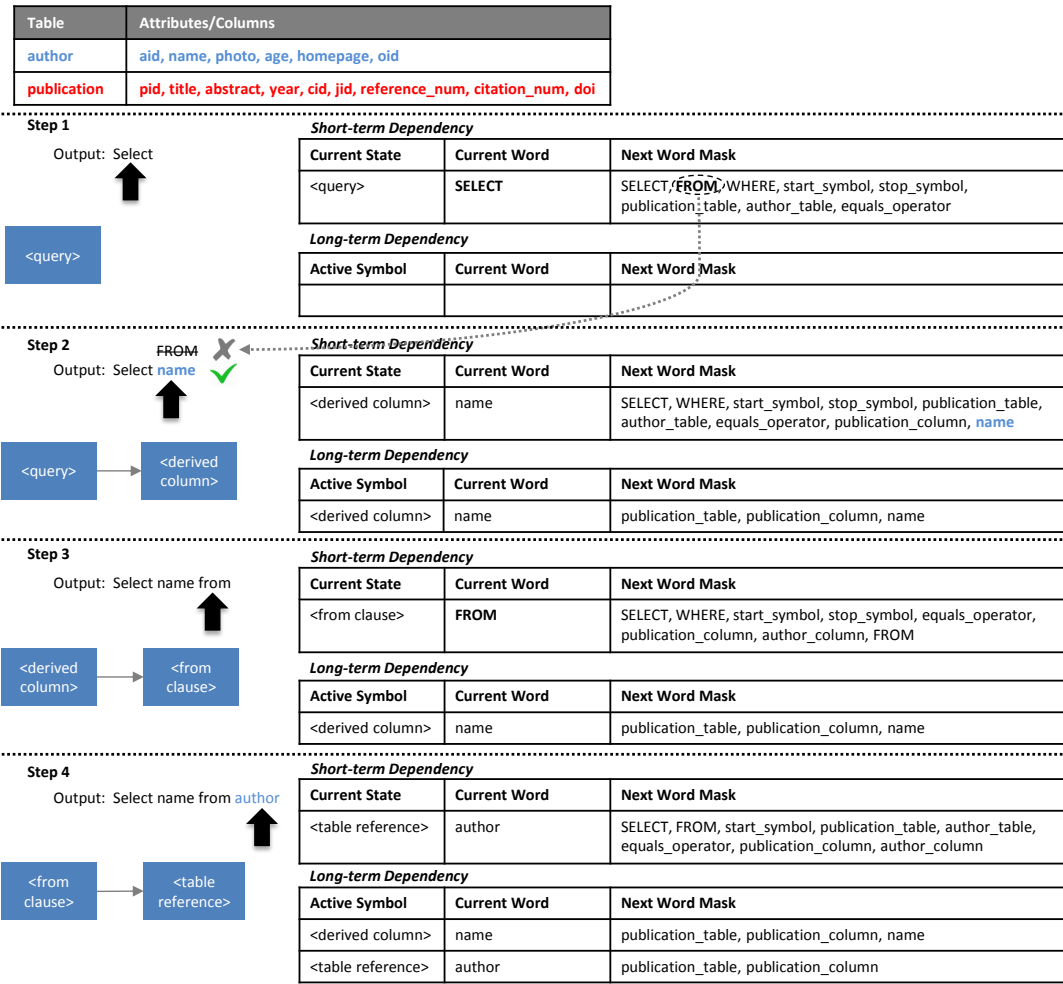 Table Attributes/Columns
author aid, name, photo, age, homepage, oid
publication pid, title, abstract, year, cid, jid, reference_num, citation_num, doi
Step 1
Output: Select
<query>
Short-term Dependency
Current State Current Word Next Word Mask
<query> SELECT SELECT, FROM, WHERE, start_symbol, stop_symbol,
publication_table, author_table, equals_operator
Long-term Dependency
Active Symbol Current Word Next Word Mask
Step 2
FROM
Output: Select name
<query>
<derived
column>
Short-term Dependency
Current State Current Word Next Word Mask
<derived column> name SELECT, WHERE, start_symbol, stop_symbol, publication_table,
author_table, equals_operator, publication_column, name
Long-term Dependency
Active Symbol Current Word Next Word Mask
<derived column> name publication_table, publication_column, name
Step 3
Output: Select name from
<derived
column>
<from
clause>
Short-term Dependency
Current State Current Word Next Word Mask
<from clause> FROM SELECT, WHERE, start_symbol, stop_symbol, equals_operator,
publication_column, author_column, FROM
Long-term Dependency
Active Symbol Current Word Next Word Mask
<derived column> name publication_table, publication_column, name
Step 4
Output: Select name from author
<from
clause>
<table
reference>
Short-term Dependency
Current State Current Word Next Word Mask
<table reference> author SELECT, FROM, start_symbol, publication_table, author_table,
equals_operator, publication_column, author_column
Long-term Dependency
Active Symbol Current Word Next Word Mask
<derived column> name publication_table, publication_column, name
<table reference> author publication_table, publication_column